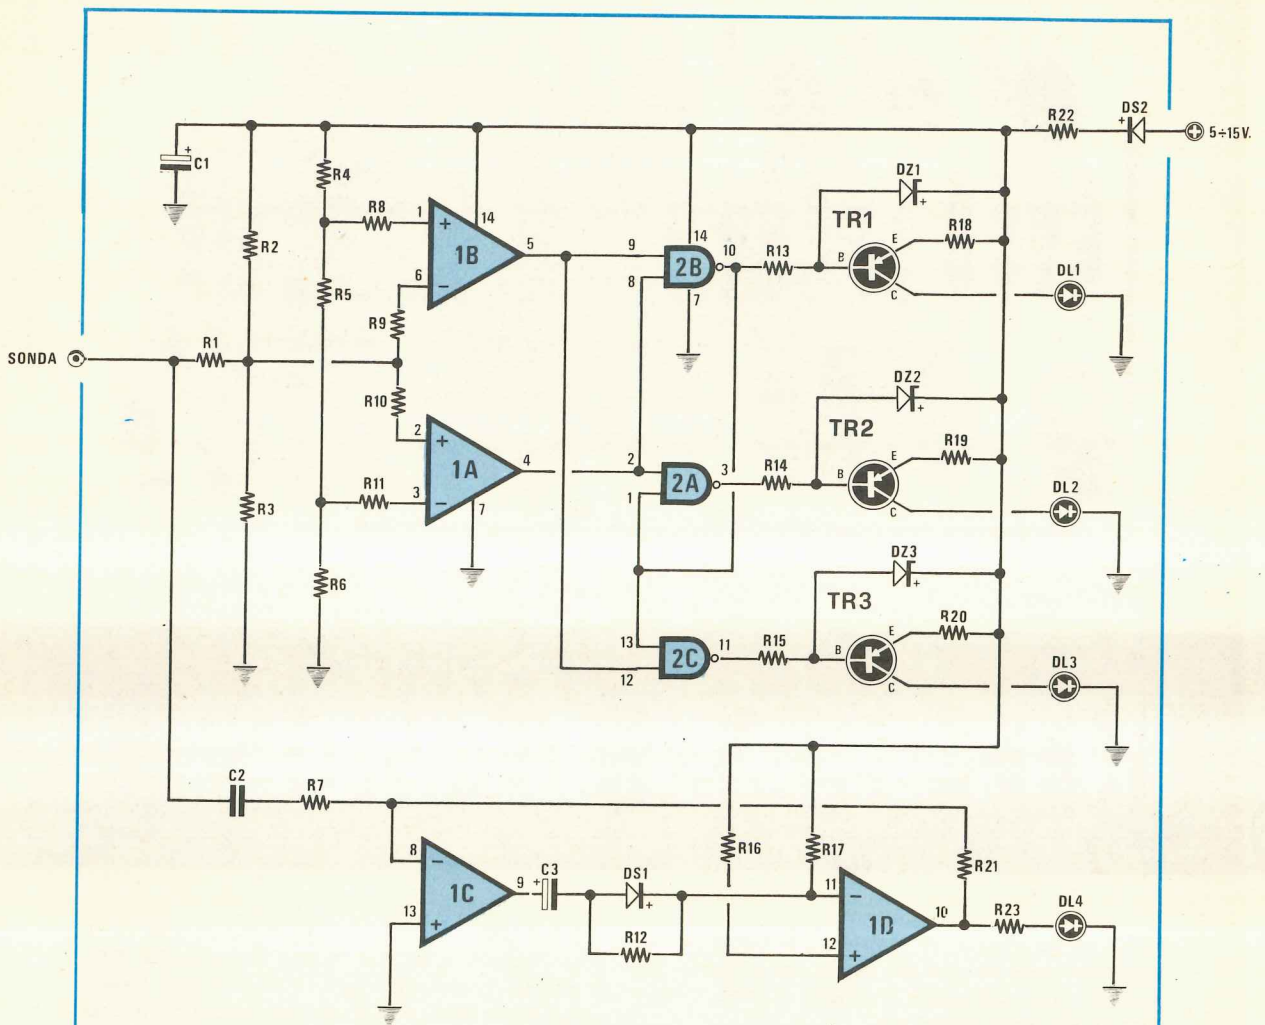 R22
DS2
+
5÷15V.
+
C1
R4
DZ1
+
R8
1
+
14
TR1
E
R18
R2
1B
5
9
14
10
R13
B
2B
8
6
−
7
C
DL1
R5
R9
SONDA
R1
R10
DZ2
+
TR2
2
+
E
R19
1A
4
2
3
R14
B
2A
1
R11
3
−
7
C
DL2
R3
DZ3
+
R6
TR3
E
R20
13
11
R15
B
2C
12
C
DL3
C2
R7
8
−
R16
R17
R21
1C
9
+
C3
DS1
+
11
−
13
+
R12
1D
10
R23
DL4
12
+